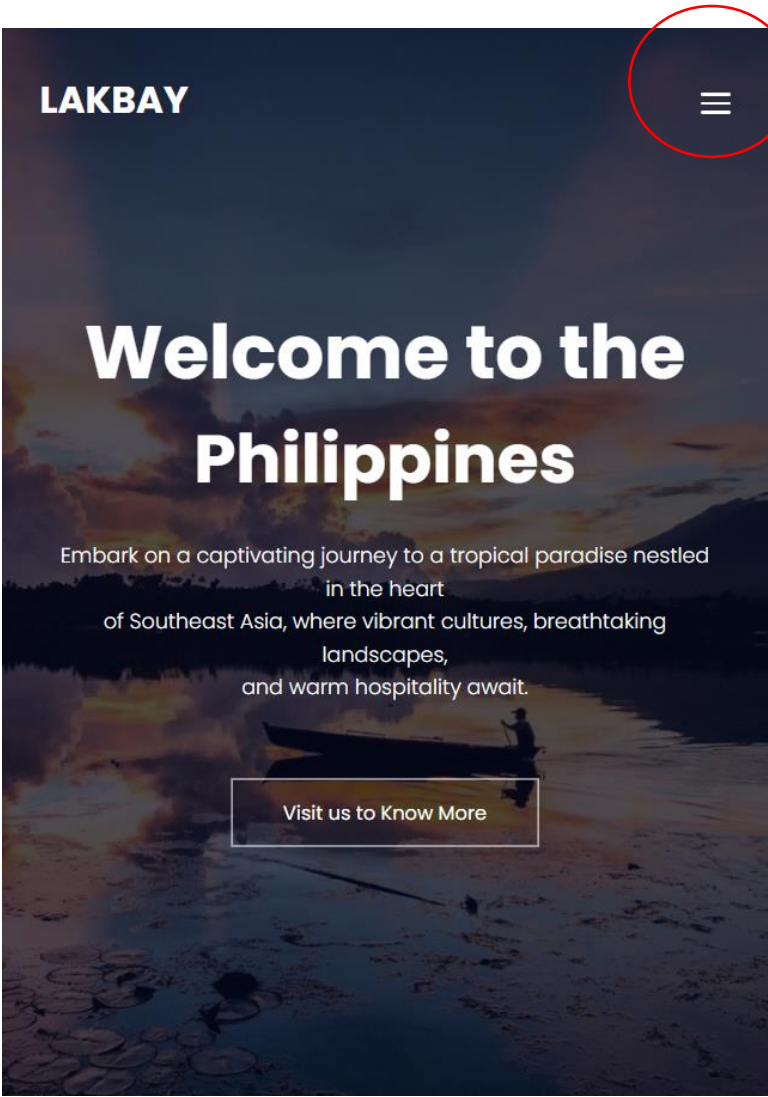 LAKBAY
Welcome to the
Philippines
Embark on a captivating journey to a tropical paradise nestled
in the heart
of Southeast Asia, where vibrant cultures, breathtaking
landscapes,
and warm hospitality await.
Visit us to Know More